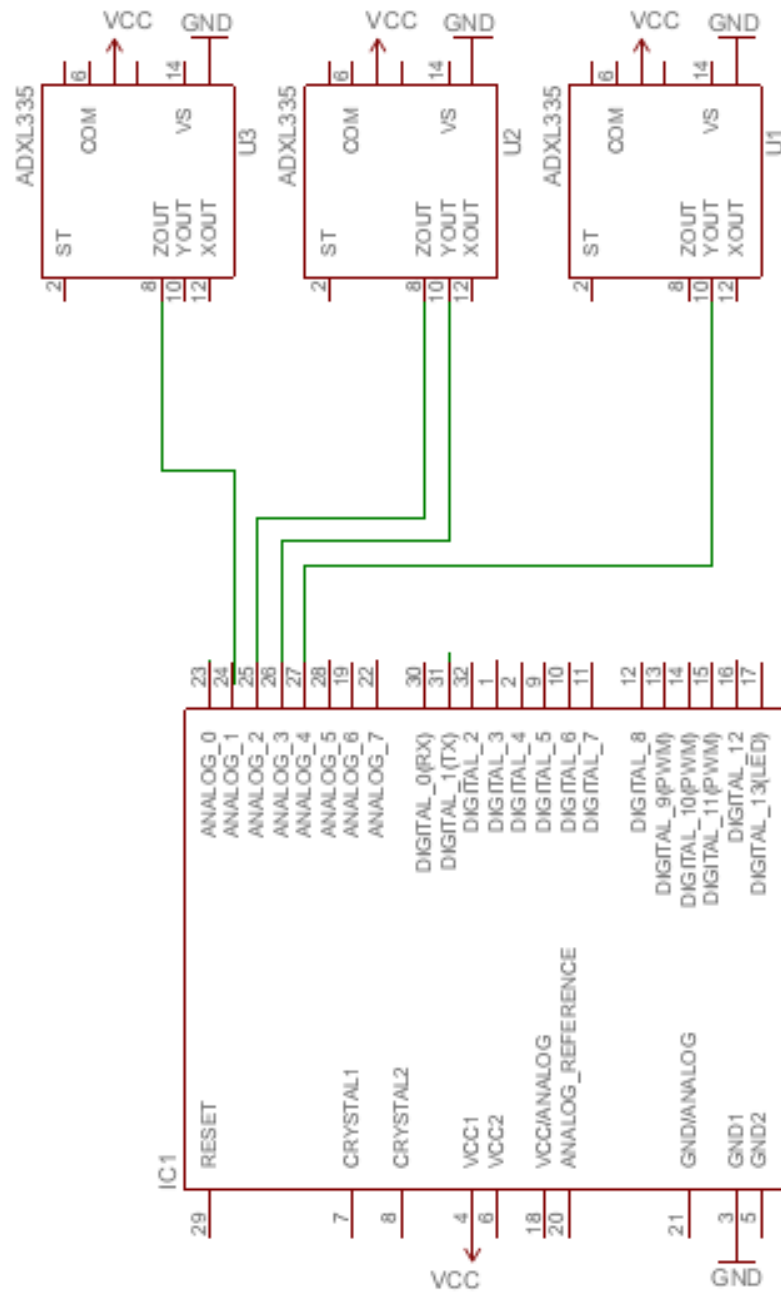 ADXL335
6
COM
VCC
14
VS
GND
U3
ST
ZOUT
YOUT
XOUT
2
8
10
12
ADXL335
6
COM
VCC
14
VS
GND
U2
ST
ZOUT
YOUT
XOUT
2
8
10
12
ADXL335
6
COM
VCC
14
VS
GND
U1
ST
ZOUT
YOUT
XOUT
2
8
10
12
IC1
23
ANALOG_0
24
ANALOG_1
25
ANALOG_2
26
ANALOG_3
27
ANALOG_4
28
ANALOG_5
19
ANALOG_6
22
ANALOG_7
30
DIGITAL_0(RX)
31
DIGITAL_1(TX)
32
DIGITAL_2
1
DIGITAL_3
2
DIGITAL_4
9
DIGITAL_5
10
DIGITAL_6
11
DIGITAL_7
12
DIGITAL_8
13
DIGITAL_9(PWM)
14
DIGITAL_10(PWM)
15
DIGITAL_11(PWM)
16
DIGITAL_12
17
DIGITAL_13(LED)
RESET
29
CRYSTAL1
7
CRYSTAL2
8
VCC1
4
VCC2
6
VCC/ANALOG
18
ANALOG_REFERENCE
20
GND/ANALOG
21
GND1
3
GND2
5
VCC
GND